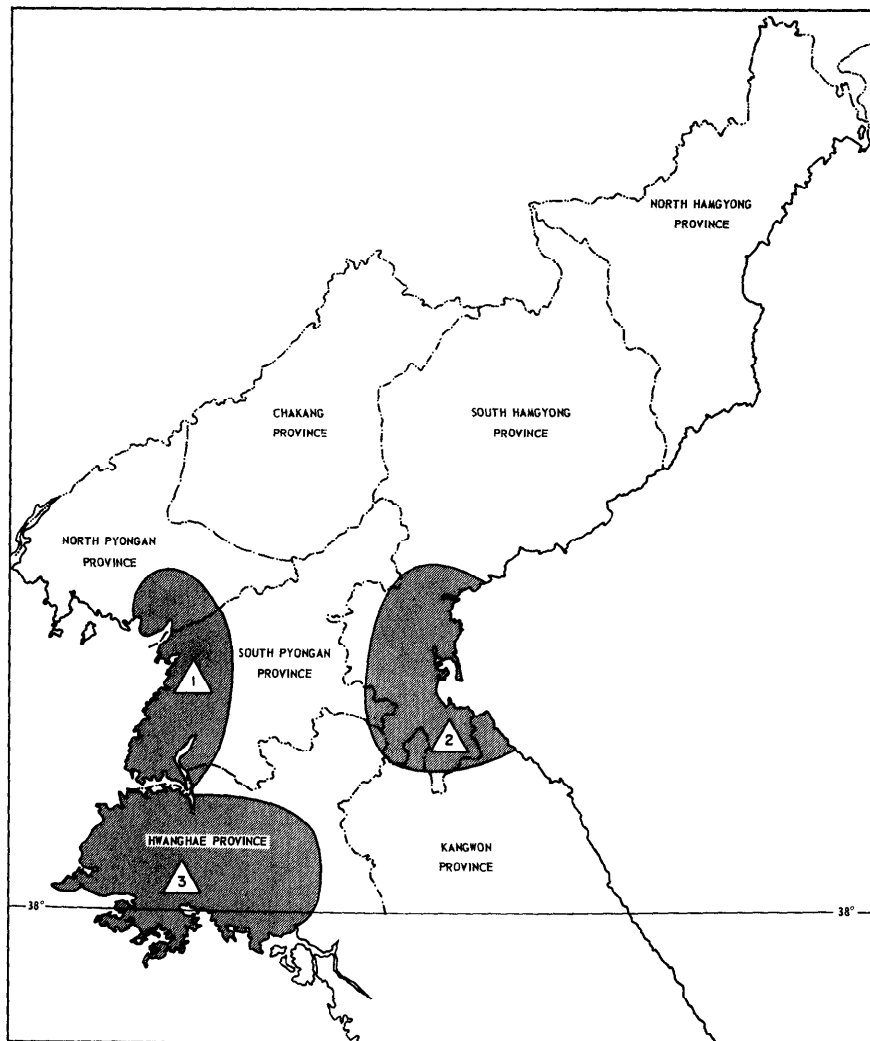 NORTH HAMGYONG
PROVINCE
CHAKANG
PROVINCE
SOUTH HAMGYONG
PROVINCE
NORTH PYONGAN
PROVINCE
SOUTH PYONGAN
PROVINCE
1
2
HWANGHAE PROVINCE
KANGWON
PROVINCE
3
38°
38°